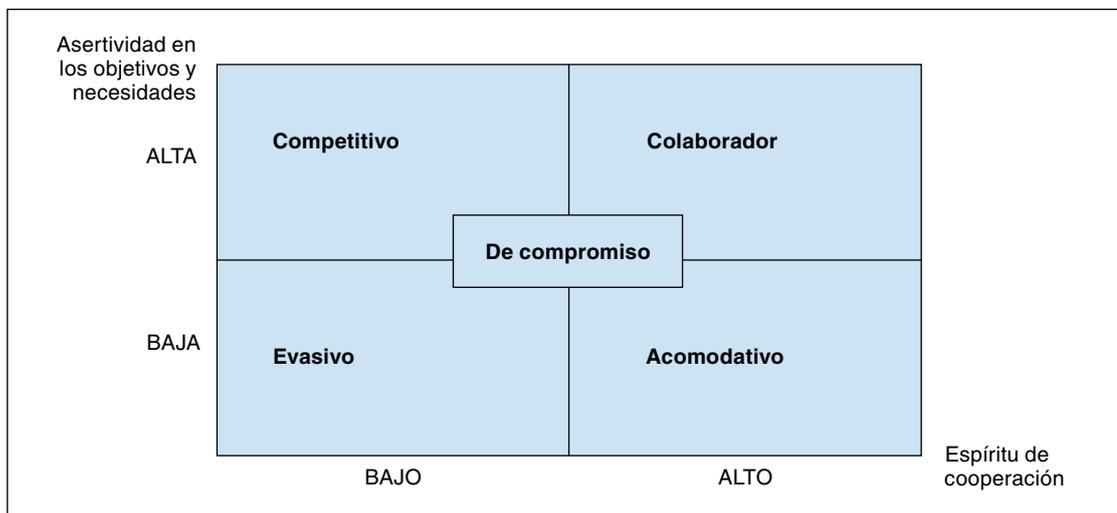 Asertividad en
los objetivos y
necesidades
ALTA
Competitivo
Colaborador
De compromiso
BAJA
Evasivo
Acomodativo
BAJO
ALTO
Espíritu de
cooperación